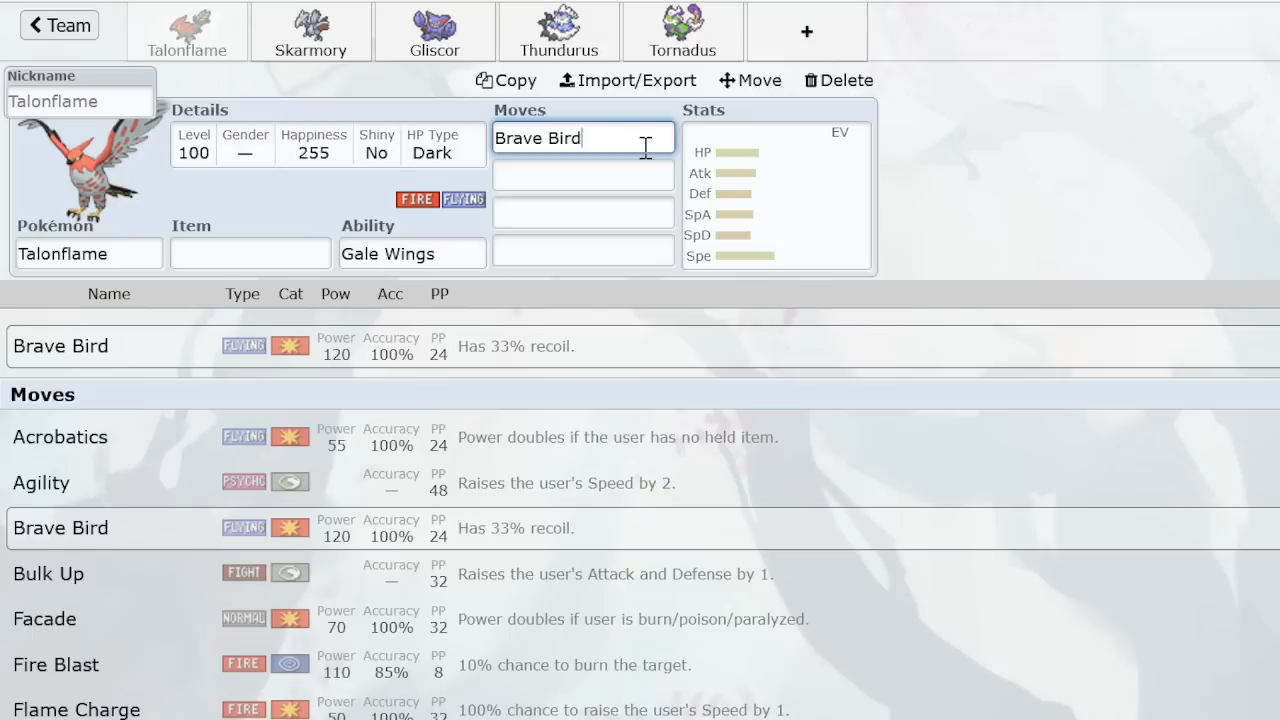 Team
Talonflame
Skarmory
Gliscor
Thundurus
Tornadus
+
Copy
Import/Export
Move
Delete
Nickname
Talonflame
Details
Level
100
Gender
—
Happiness
255
Shiny
No
HP Type
Dark
FIRE FLYING
Pokémon
Talonflame
Item
Ability
Gale Wings
Moves
Brave Bird
Stats
EV
HP
Atk
Def
SpA
SpD
Spe
Name Type Cat Pow Acc PP
Brave Bird FLYING Power 120 Accuracy 100% PP 24 Has 33% recoil.
Moves
Acrobatics FLYING Power 55 Accuracy 100% PP 24 Power doubles if the user has no held item.
Agility PSYCHC Accuracy — PP 48 Raises the user's Speed by 2.
Brave Bird FLYING Power 120 Accuracy 100% PP 24 Has 33% recoil.
Bulk Up FIGHT Accuracy — PP 32 Raises the user's Attack and Defense by 1.
Facade NORMAL Power 70 Accuracy 100% PP 32 Power doubles if user is burn/poison/paralyzed.
Fire Blast FIRE Power 110 Accuracy 85% PP 8 10% chance to burn the target.
Flame Charge FIRE Power 50 Accuracy 100% PP 32 100% chance to raise the user's Speed by 1.